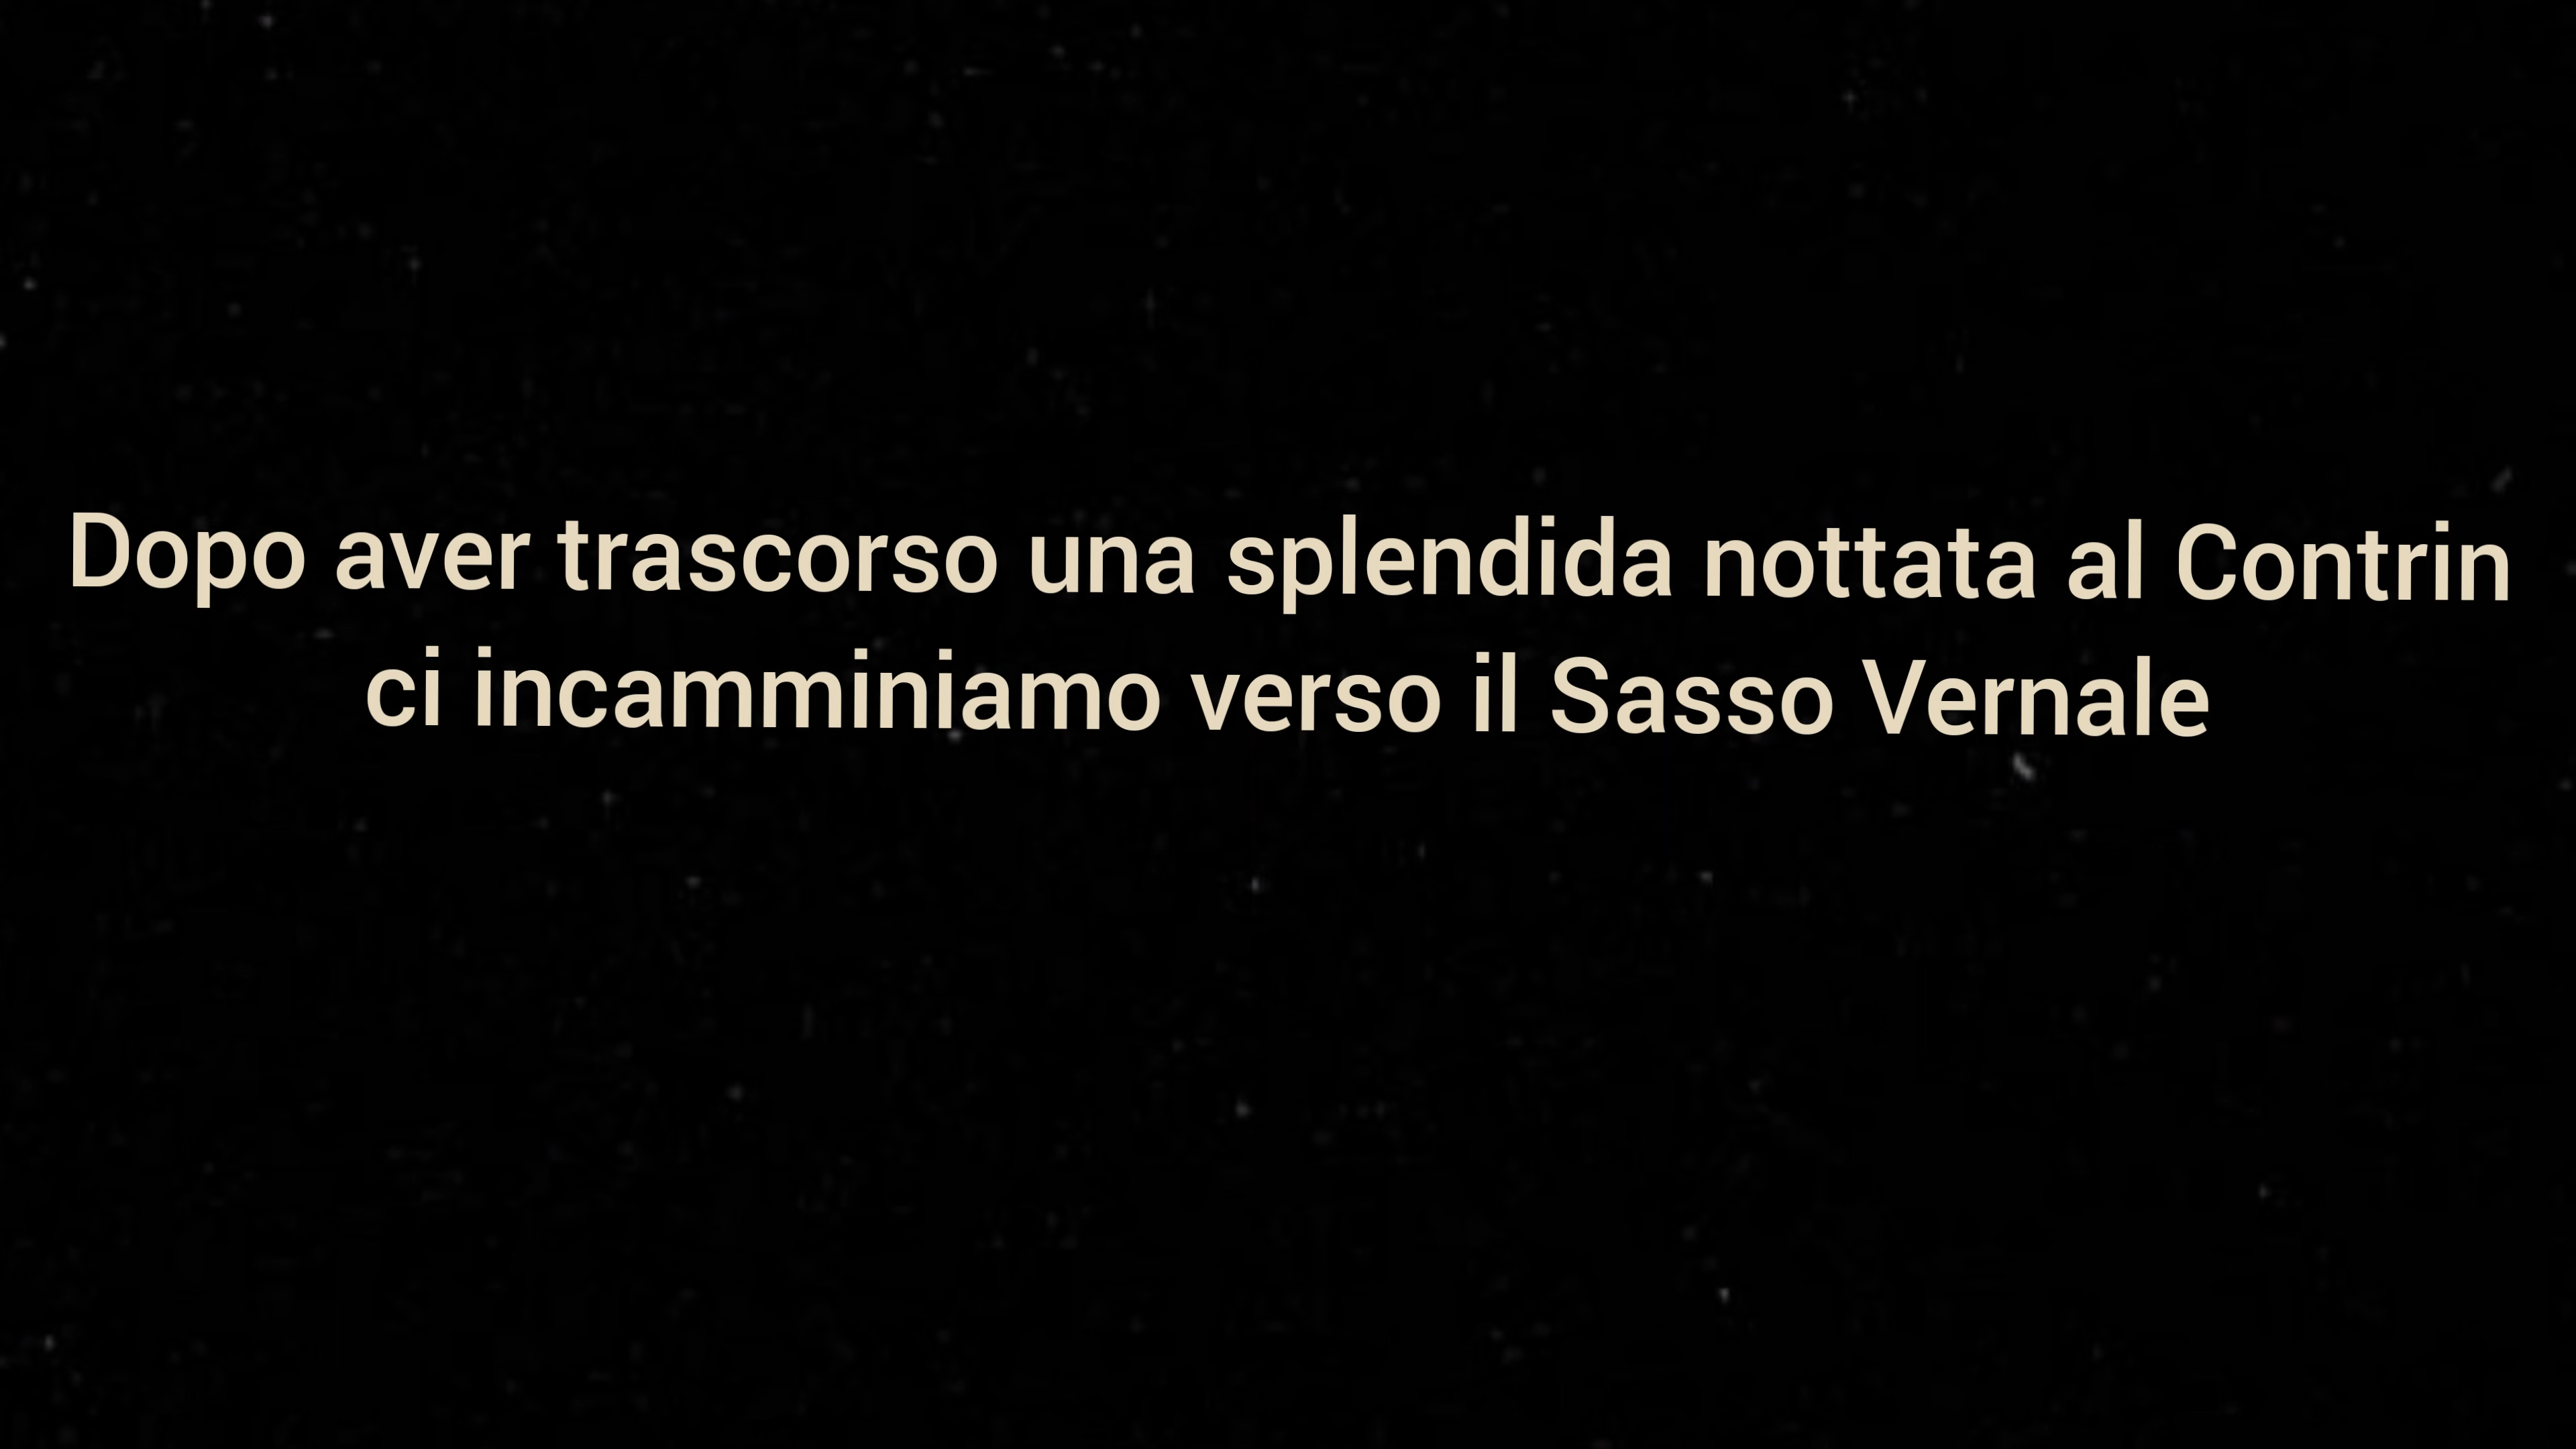 Dopo aver trascorso una splendida nottata al Contrin
ci incamminiamo verso il Sasso Vernale